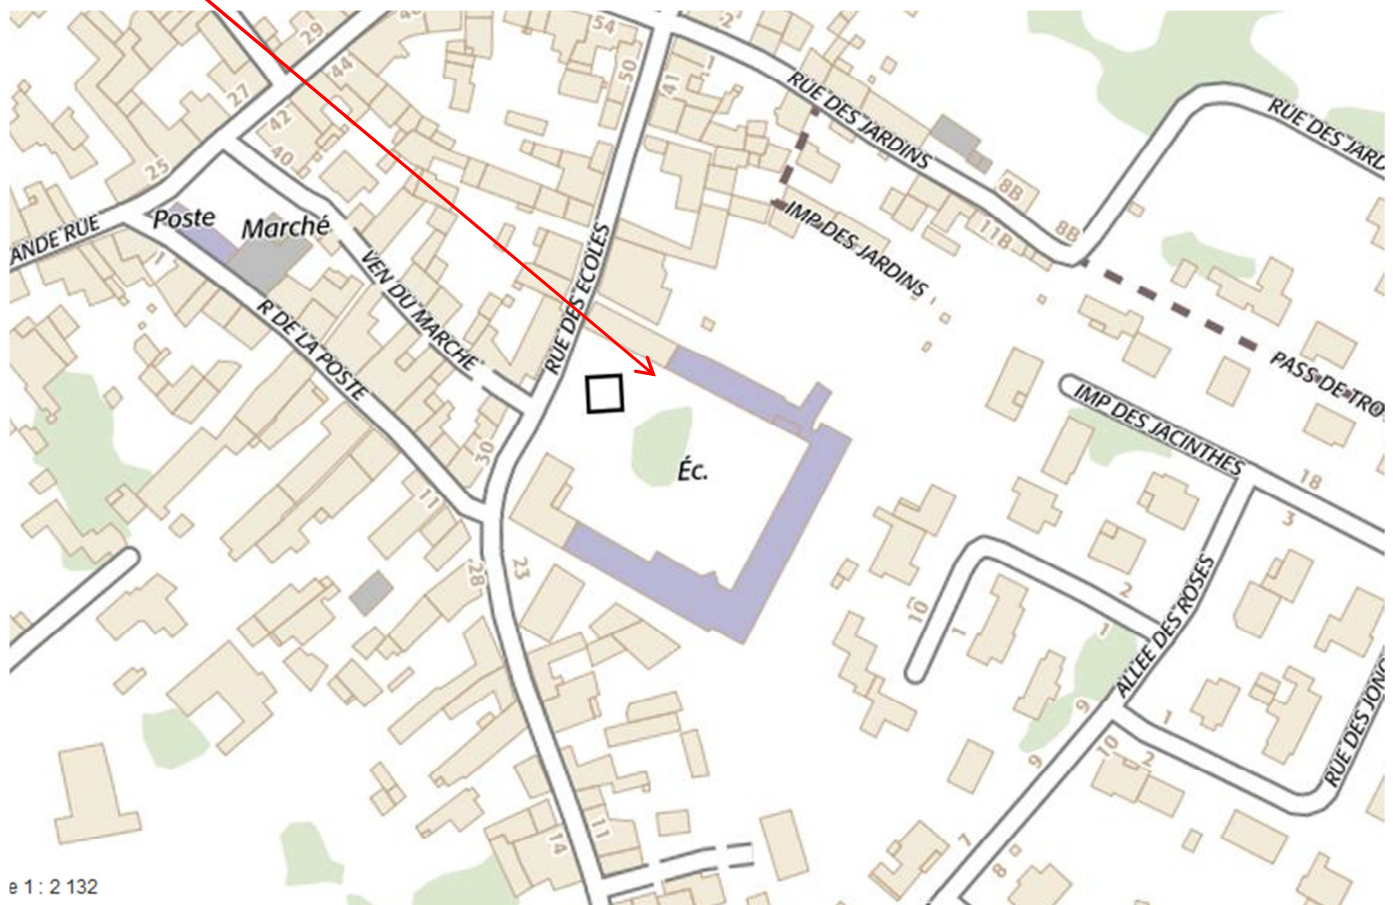 54
29
44
50
41
27
42
40
25
RUE DES JARDINS
RUE DES JARD
8B
8B
11B
Poste
Marché
ANDE RUE
IMP DES JARDINS
1
VEN DU MARCHE
RUE DES ECOLES
R DE LA POSTE
PASS DE TRO
IMP DES JACINTHES
30
Éc.
18
11
3
28
23
2
10
1
1
ALLEE DES ROSES
9
9
1
10
2
RUE DES JONC
7
11
14
8
e 1 : 2 132